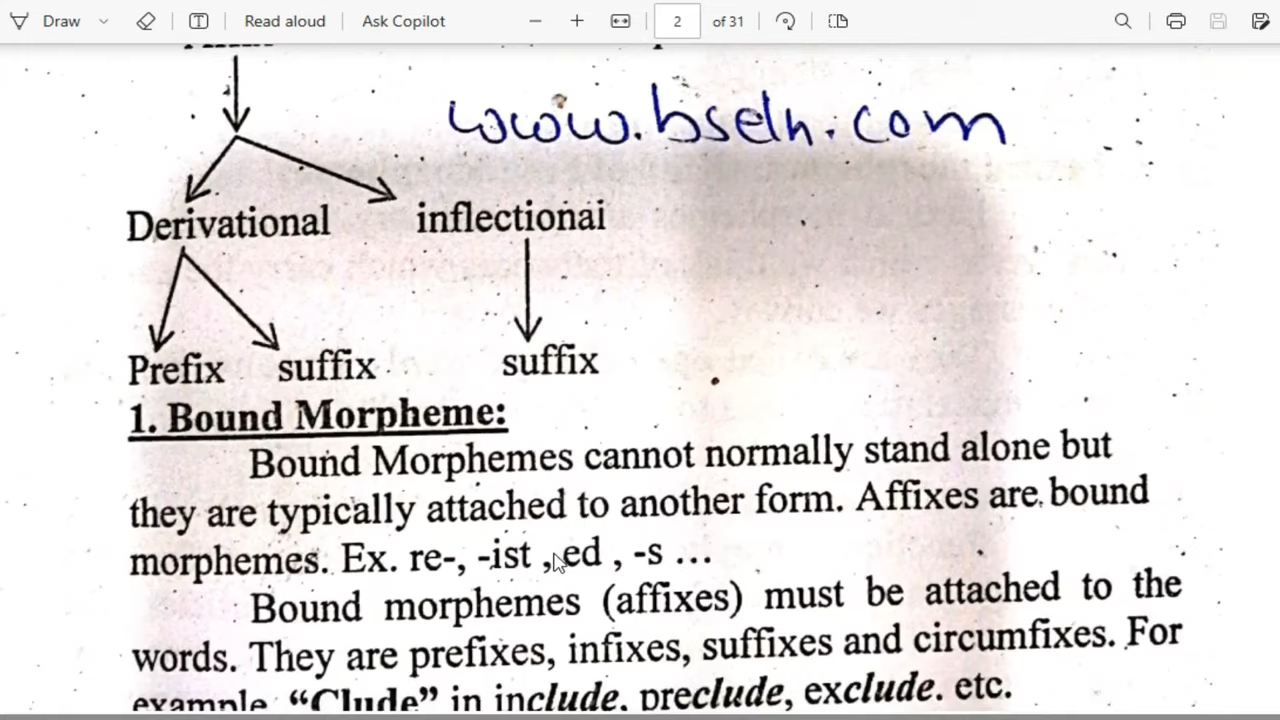 Draw Read aloud Ask Copilot 2 of 31
www.bseln.com
Derivational inflectionai
Prefix suffix suffix
1. Bound Morpheme:
Bound Morphemes cannot normally stand alone but
they are typically attached to another form. Affixes are bound
morphemes. Ex. re-, -ist , ed , -s ...
Bound morphemes (affixes) must be attached to the
words. They are prefixes, infixes, suffixes and circumfixes. For
example "Clude" in include, preclude, exclude. etc.